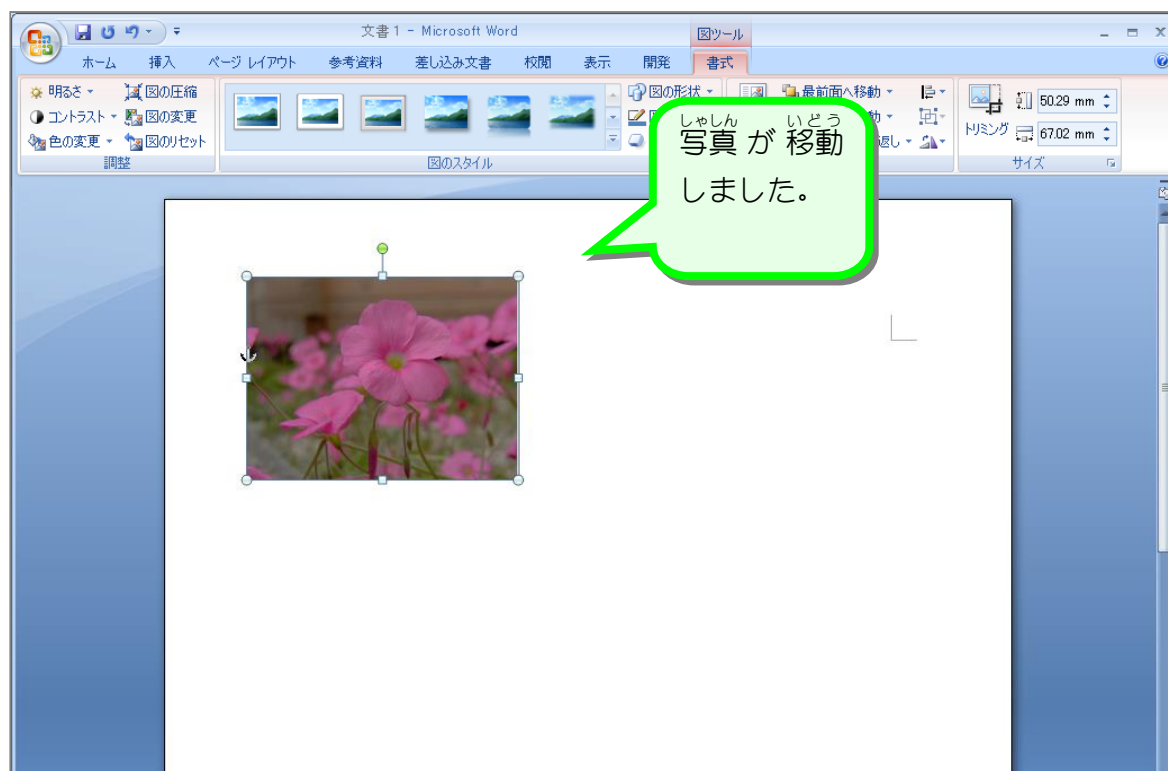 文書1 - Microsoft Word
図ツール
ホーム 挿入 ページ レイアウト 参考資料 差し込み文書 校閲 表示 開発 書式
明るさ 図の圧縮 図の形状 最前面へ移動 50.29 mm
コントラスト 図の変更
色の変更 図のリセット トリミング 67.02 mm
調整 図のスタイル サイズ
しゃしん いどう
写真 が 移動
しました。